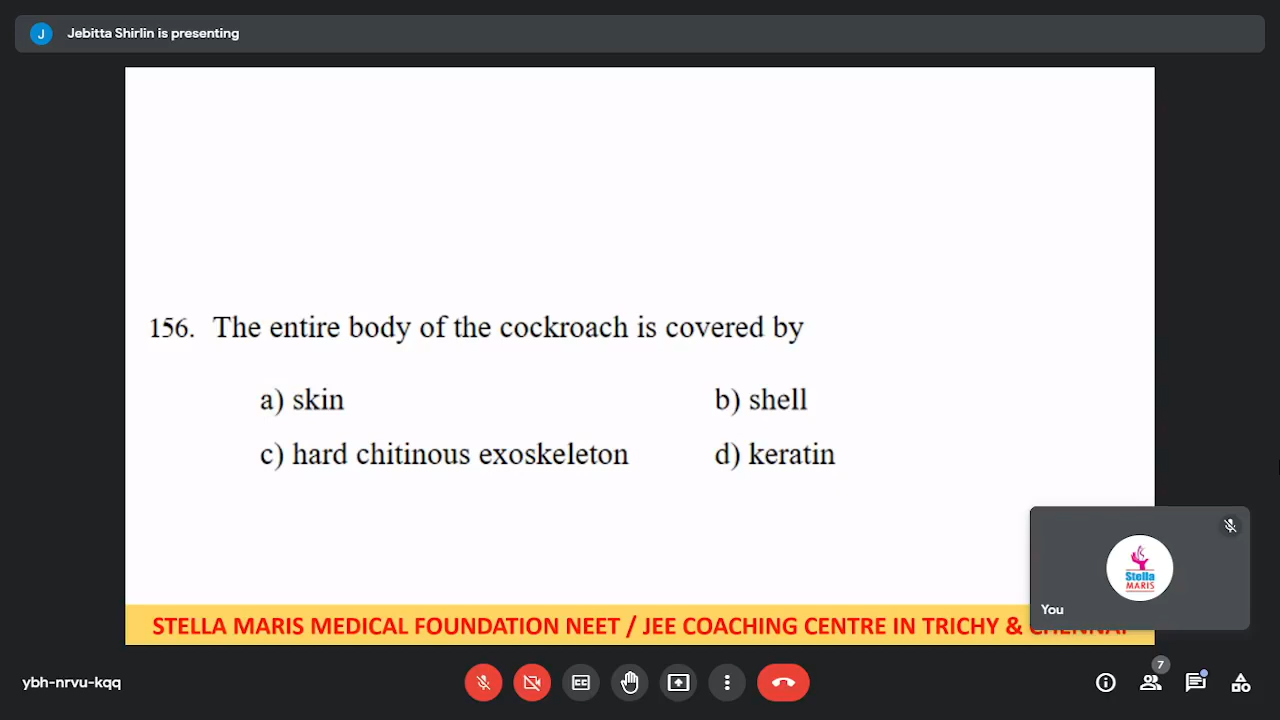 J
Jebitta Shirlin is presenting
156. The entire body of the cockroach is covered by
a) skin b) shell
c) hard chitinous exoskeleton d) keratin
Stella
MARIS
You
STELLA MARIS MEDICAL FOUNDATION NEET / JEE COACHING CENTRE IN TRICHY &
ybh-nrvu-kqq
CC
7